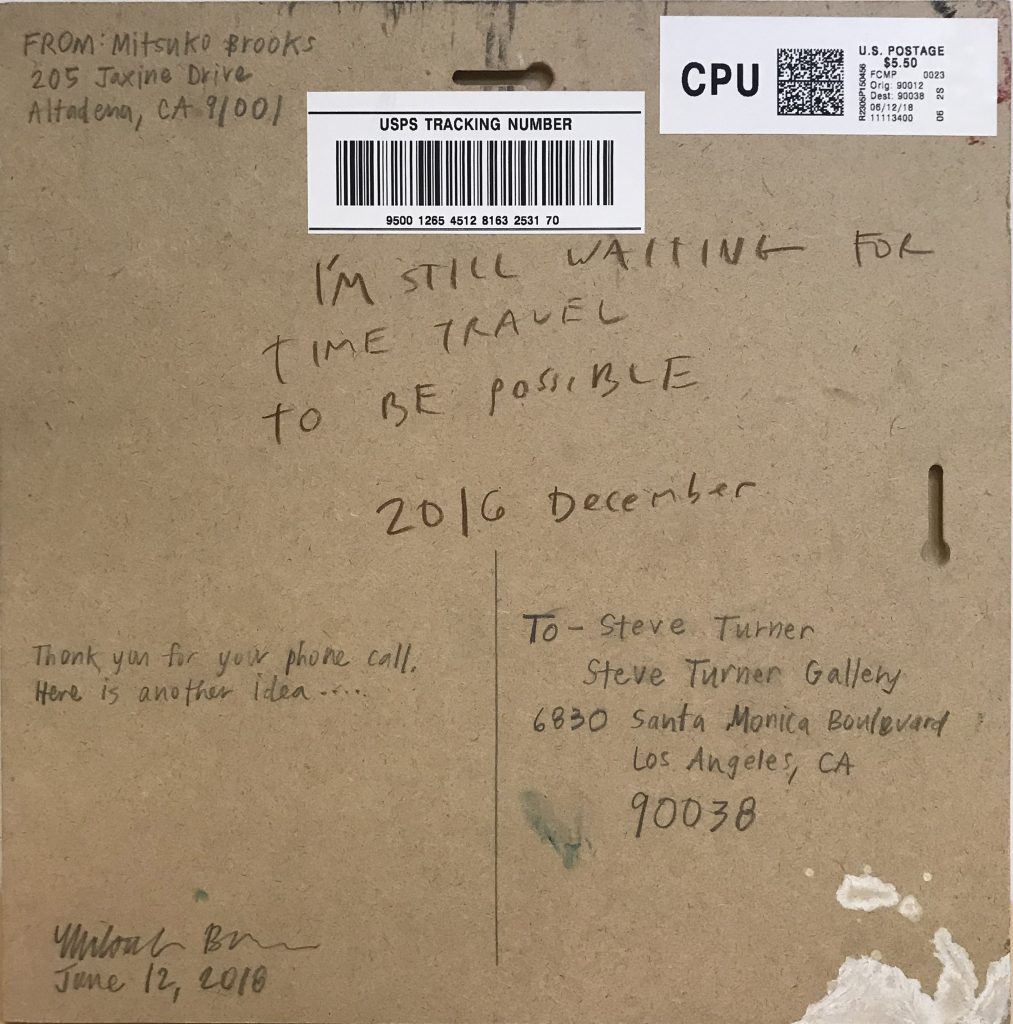 FROM: Mitsuko Brooks
205 Jaxine Drive
Altadena, CA 91001
CPU
U.S. POSTAGE
$5.50
FCMP 0023
Orig: 90012
Dest: 90038
06/12/18
11113400
R2305P150456
06 2S
USPS TRACKING NUMBER
9500 1265 4512 8163 2531 70
I'M STILL WAITING FOR
TIME TRAVEL
TO BE POSSIBLE
2016 December
Thank you for your phone call.
Here is another idea.....
To - Steve Turner
Steve Turner Gallery
6830 Santa Monica Boulevard
Los Angeles, CA
90038
June 12, 2018